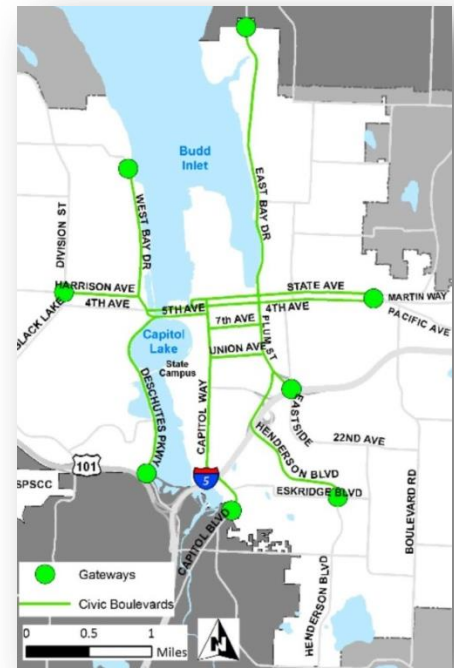 Budd
Inlet
EAST BAY DR
WEST BAY DR
DIVISION ST
HARRISON AVE
4TH AVE
BLACK LAKE
5TH AVE
STATE AVE
4TH AVE
MARTIN WAY
PACIFIC AVE
7th AVE
PLUM ST
UNION AVE
Capitol
Lake
State
Campus
DESCHUTES PKWY
CAPITOL WAY
EASTSIDE
HENDERSON BLVD
22ND AVE
BOULEVARD RD
101
5
SPSCC
ESKRIDGE BLVD
CAPITOL BLVD
HENDERSON BLVD
Gateways
Civic Boulevards
0 0.5 1
Miles
N